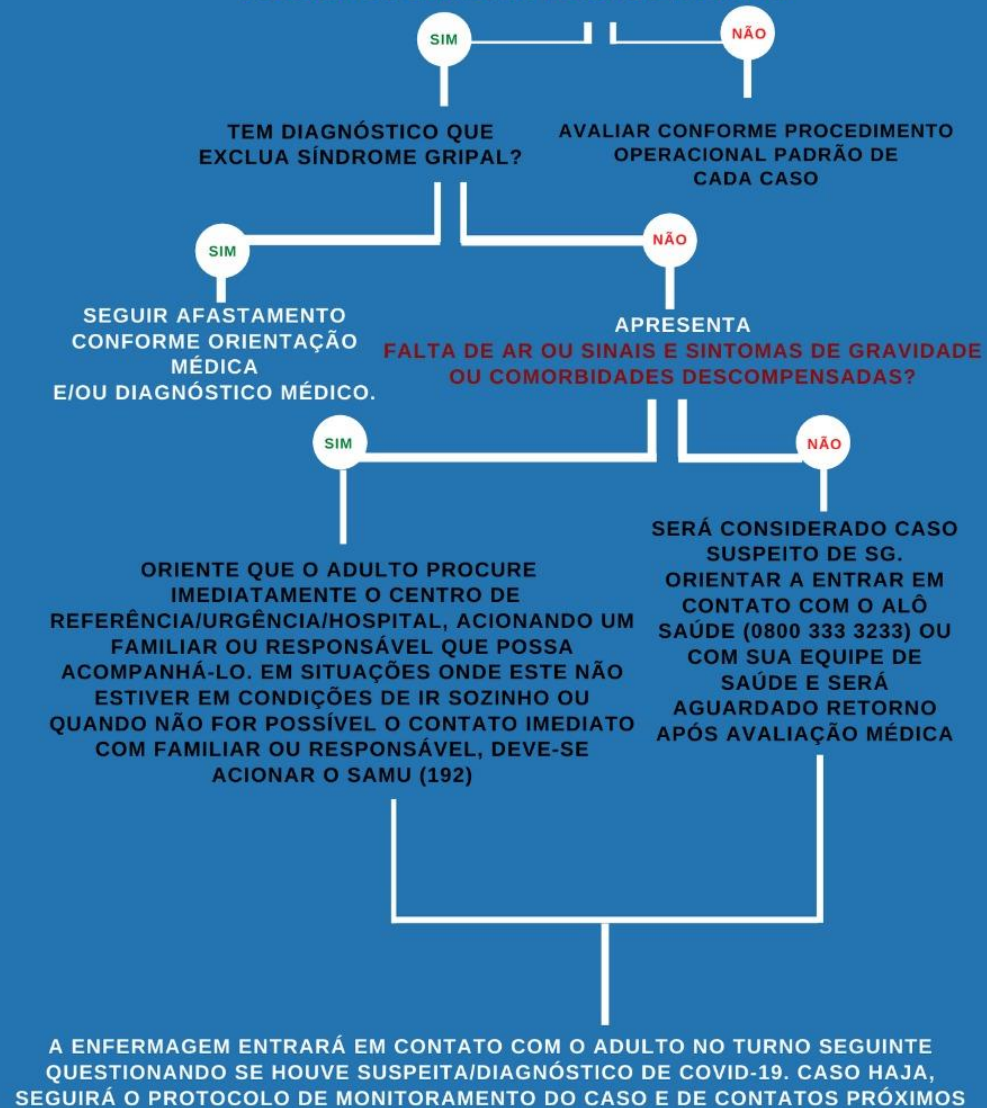 SIM
NÃO
TEM DIAGNÓSTICO QUE
EXCLUA SÍNDROME GRIPAL?
AVALIAR CONFORME PROCEDIMENTO
OPERACIONAL PADRÃO DE
CADA CASO
SIM
NÃO
SEGUIR AFASTAMENTO
CONFORME ORIENTAÇÃO
MÉDICA
E/OU DIAGNÓSTICO MÉDICO.
APRESENTA
FALTA DE AR OU SINAIS E SINTOMAS DE GRAVIDADE
OU COMORBIDADES DESCOMPENSADAS?
SIM
NÃO
ORIENTE QUE O ADULTO PROCURE
IMEDIATAMENTE O CENTRO DE
REFERÊNCIA/URGÊNCIA/HOSPITAL, ACIONANDO UM
FAMILIAR OU RESPONSÁVEL QUE POSSA
ACOMPANHÁ-LO. EM SITUAÇÕES ONDE ESTE NÃO
ESTIVER EM CONDIÇÕES DE IR SOZINHO OU
QUANDO NÃO FOR POSSÍVEL O CONTATO IMEDIATO
COM FAMILIAR OU RESPONSÁVEL, DEVE-SE
ACIONAR O SAMU (192)
SERÁ CONSIDERADO CASO
SUSPEITO DE SG.
ORIENTAR A ENTRAR EM
CONTATO COM O ALÔ
SAÚDE (0800 333 3233) OU
COM SUA EQUIPE DE
SAÚDE E SERÁ
AGUARDADO RETORNO
APÓS AVALIAÇÃO MÉDICA
A ENFERMAGEM ENTRARÁ EM CONTATO COM O ADULTO NO TURNO SEGUINTE
QUESTIONANDO SE HOUVE SUSPEITA/DIAGNÓSTICO DE COVID-19. CASO HAJA,
SEGUIRÁ O PROTOCOLO DE MONITORAMENTO DO CASO E DE CONTATOS PRÓXIMOS